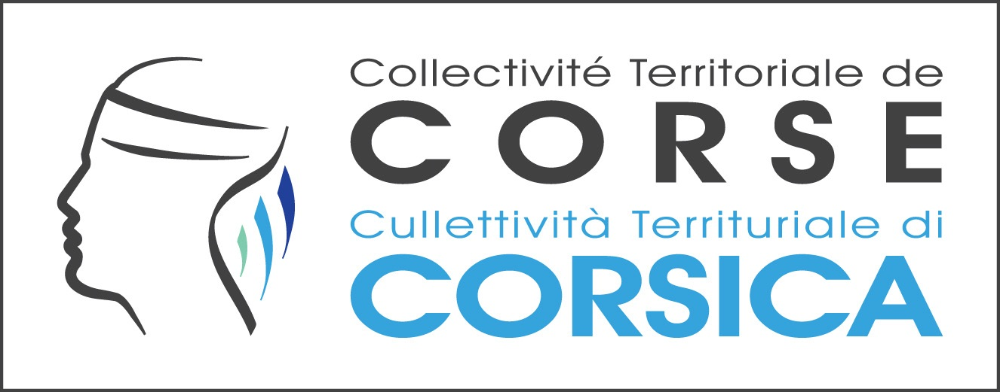 Collectivité Territoriale de
CORSE
Cullettività Territuriale di
CORSICA